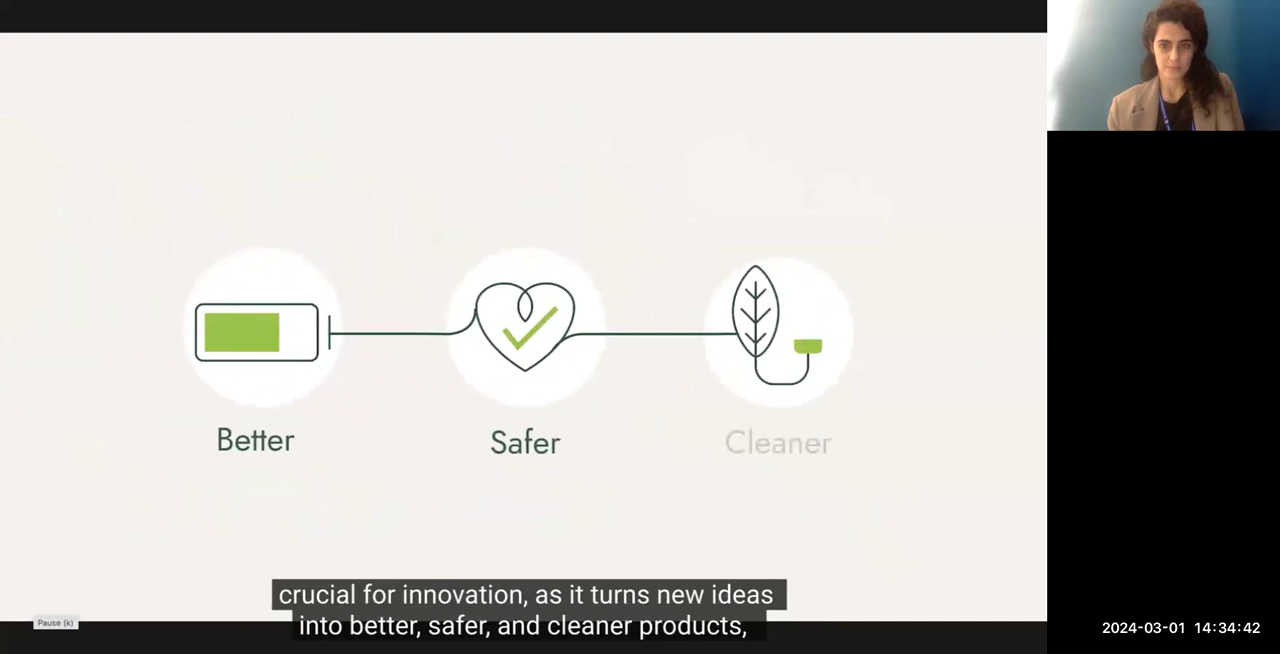 Better
Safer
Cleaner
crucial for innovation, as it turns new ideas
into better, safer, and cleaner products,
Pause (k)
2024-03-01 14:34:42